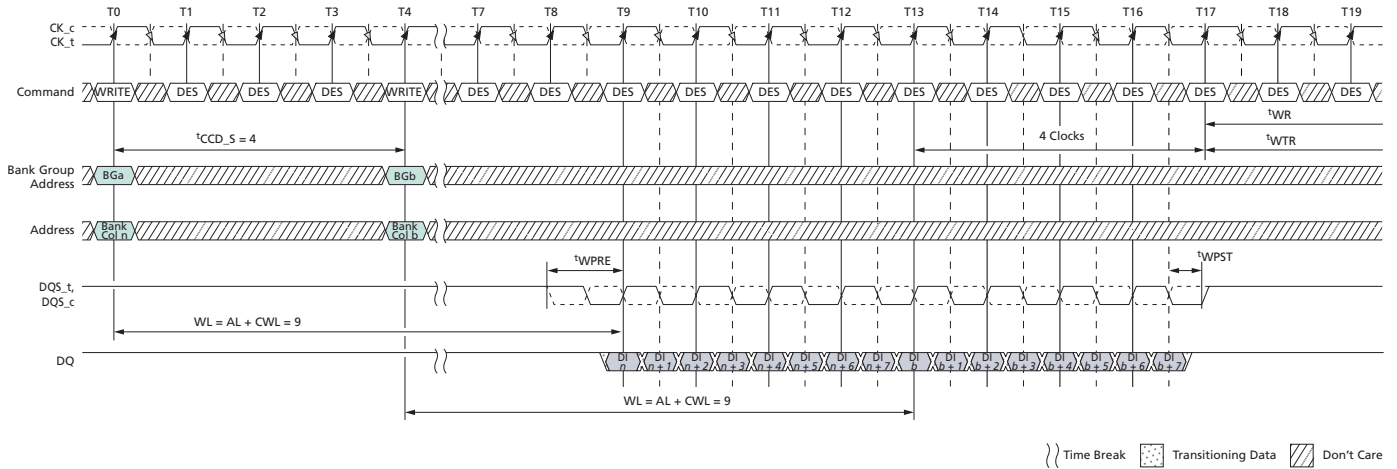 T0 T1 T2 T3 T4 T7 T8 T9 T10 T11 T12 T13 T14 T15 T16 T17 T18 T19
CK_c
CK_t
Command WRITE DES DES DES WRITE DES DES DES DES DES DES DES DES DES DES DES DES DES
tWR
tCCD_S = 4
4 Clocks
tWTR
Bank Group
Address
BGa BGb
Address
Bank
Col n
Bank
Col b
tWPRE
tWPST
DQS_t,
DQS_c
WL = AL + CWL = 9
DQ
DI
n
DI
n + 1
DI
n + 2
DI
n + 3
DI
n + 4
DI
n + 5
DI
n + 6
DI
n + 7
DI
b
DI
b + 1
DI
b + 2
DI
b + 3
DI
b + 4
DI
b + 5
DI
b + 6
DI
b + 7
WL = AL + CWL = 9
Time Break Transitioning Data Don't Care